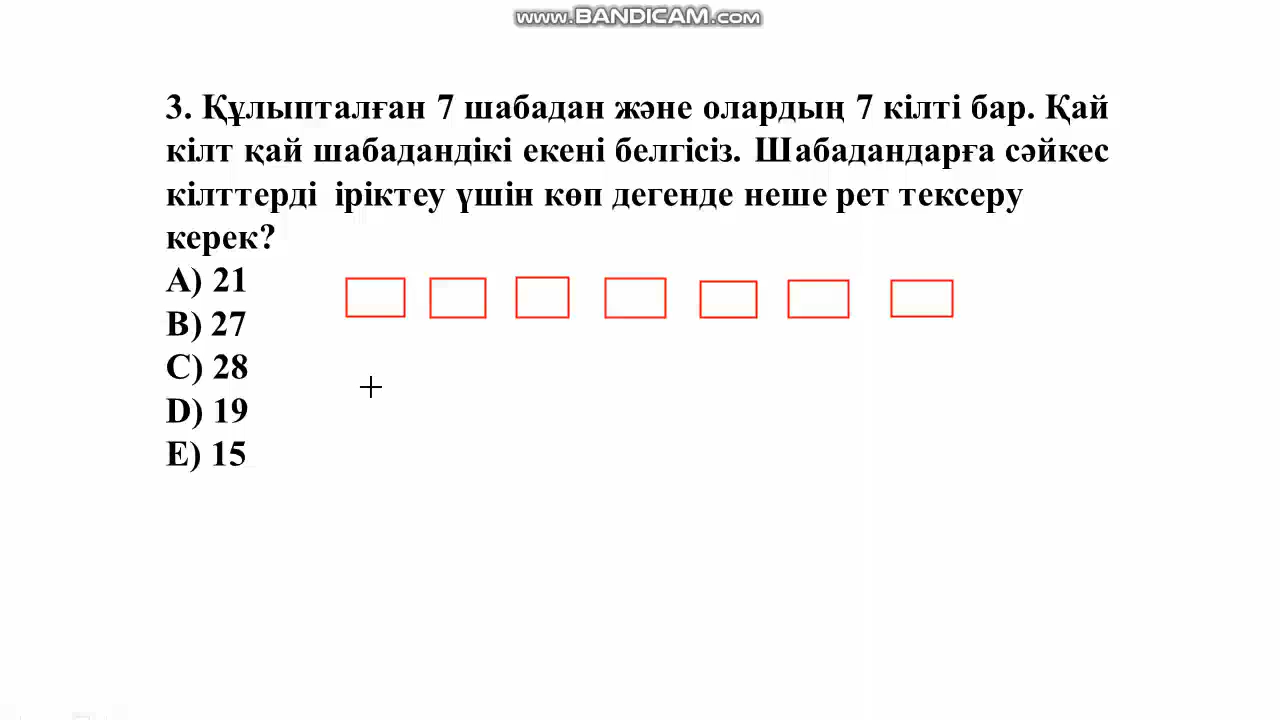 www.BANDICAM.com
3. Құлыпталған 7 шабадан және олардың 7 кілті бар. Қай
кілт қай шабадандікі екені белгісіз. Шабадандарға сәйкес
кілттерді іріктеу үшін көп дегенде неше рет тексеру
керек?
A) 21
B) 27
C) 28
D) 19
E) 15